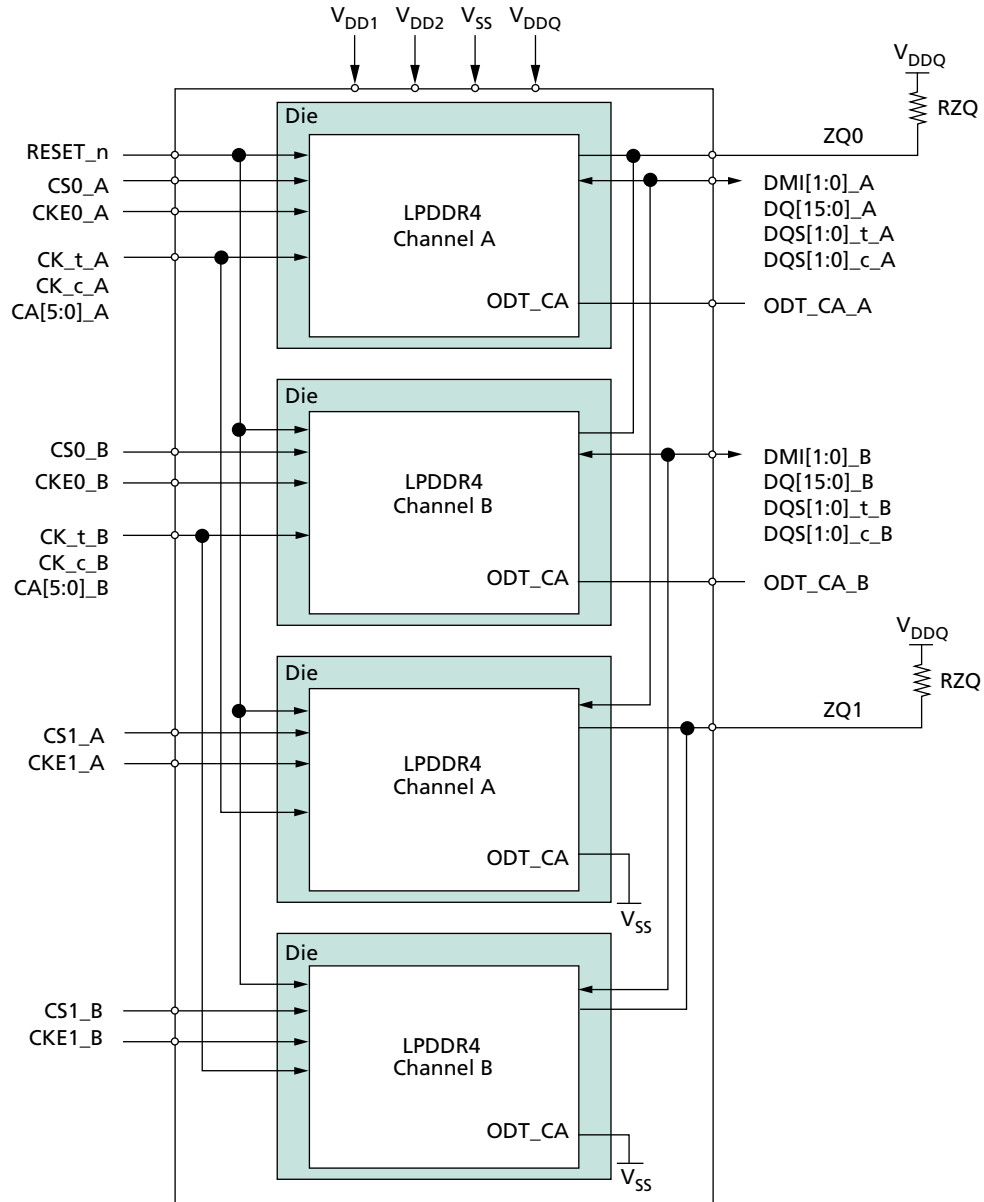 VDD1 VDD2 VSS VDDQ
VDDQ
RZQ
ZQ0
Die
RESET_n
CS0_A
CKE0_A
CK_t_A
CK_c_A
CA[5:0]_A
LPDDR4
Channel A
ODT_CA
DMI[1:0]_A
DQ[15:0]_A
DQS[1:0]_t_A
DQS[1:0]_c_A
ODT_CA_A
Die
CS0_B
CKE0_B
CK_t_B
CK_c_B
CA[5:0]_B
LPDDR4
Channel B
ODT_CA
DMI[1:0]_B
DQ[15:0]_B
DQS[1:0]_t_B
DQS[1:0]_c_B
ODT_CA_B
VDDQ
RZQ
ZQ1
Die
CS1_A
CKE1_A
LPDDR4
Channel A
ODT_CA
VSS
Die
CS1_B
CKE1_B
LPDDR4
Channel B
ODT_CA
VSS